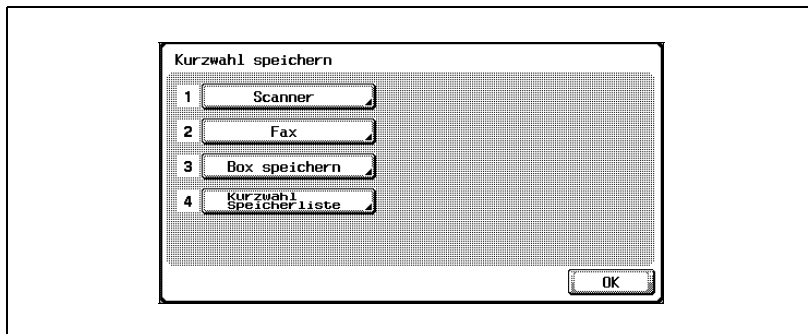 Kurzwahl speichern
1 Scanner
2 Fax
3 Box speichern
4 Kurzwahl
Speicherliste
OK